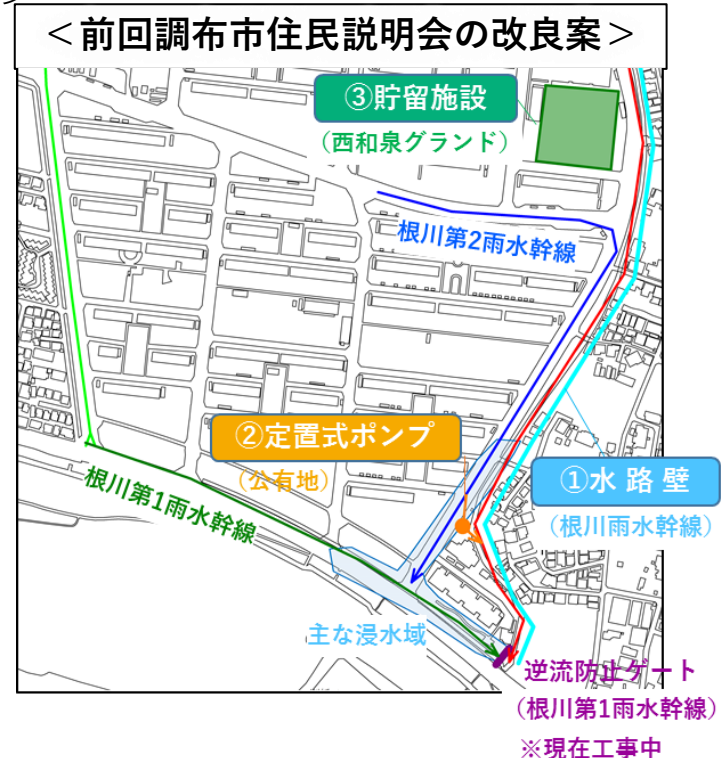 ＜前回調布市住民説明会の改良案＞
③貯留施設
（西和泉グランド）
根川第2雨水幹線
②定置式ポンプ
（公有地）
①水 路 壁
（根川雨水幹線）
根川第1雨水幹線
主な浸水域
逆流防止ゲート
（根川第1雨水幹線）
※現在工事中